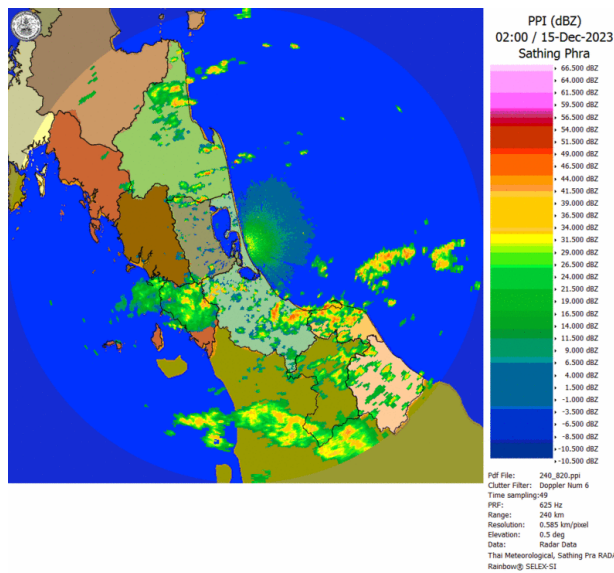 PPI (dBZ)
02:00 / 15-Dec-2023
Sathing Phra
66.500 dBZ
64.000 dBZ
61.500 dBZ
59.500 dBZ
56.500 dBZ
54.000 dBZ
51.500 dBZ
49.000 dBZ
46.500 dBZ
44.000 dBZ
41.500 dBZ
39.000 dBZ
36.500 dBZ
34.000 dBZ
31.500 dBZ
29.000 dBZ
26.500 dBZ
24.000 dBZ
21.500 dBZ
19.000 dBZ
16.500 dBZ
14.000 dBZ
11.500 dBZ
9.000 dBZ
6.500 dBZ
4.000 dBZ
1.500 dBZ
-1.000 dBZ
-3.500 dBZ
-6.000 dBZ
-8.500 dBZ
-10.500 dBZ
-10.500 dBZ
Pdf File: 240_820.ppi
Clutter Filter: Doppler Num 6
Time sampling:49
PRF: 625 Hz
Range: 240 km
Resolution: 0.585 km/pixel
Elevation: 0.5 deg
Data: Radar Data
Thai Meteorological, Sathing Pra RADA
Rainbow® SELEX-SI